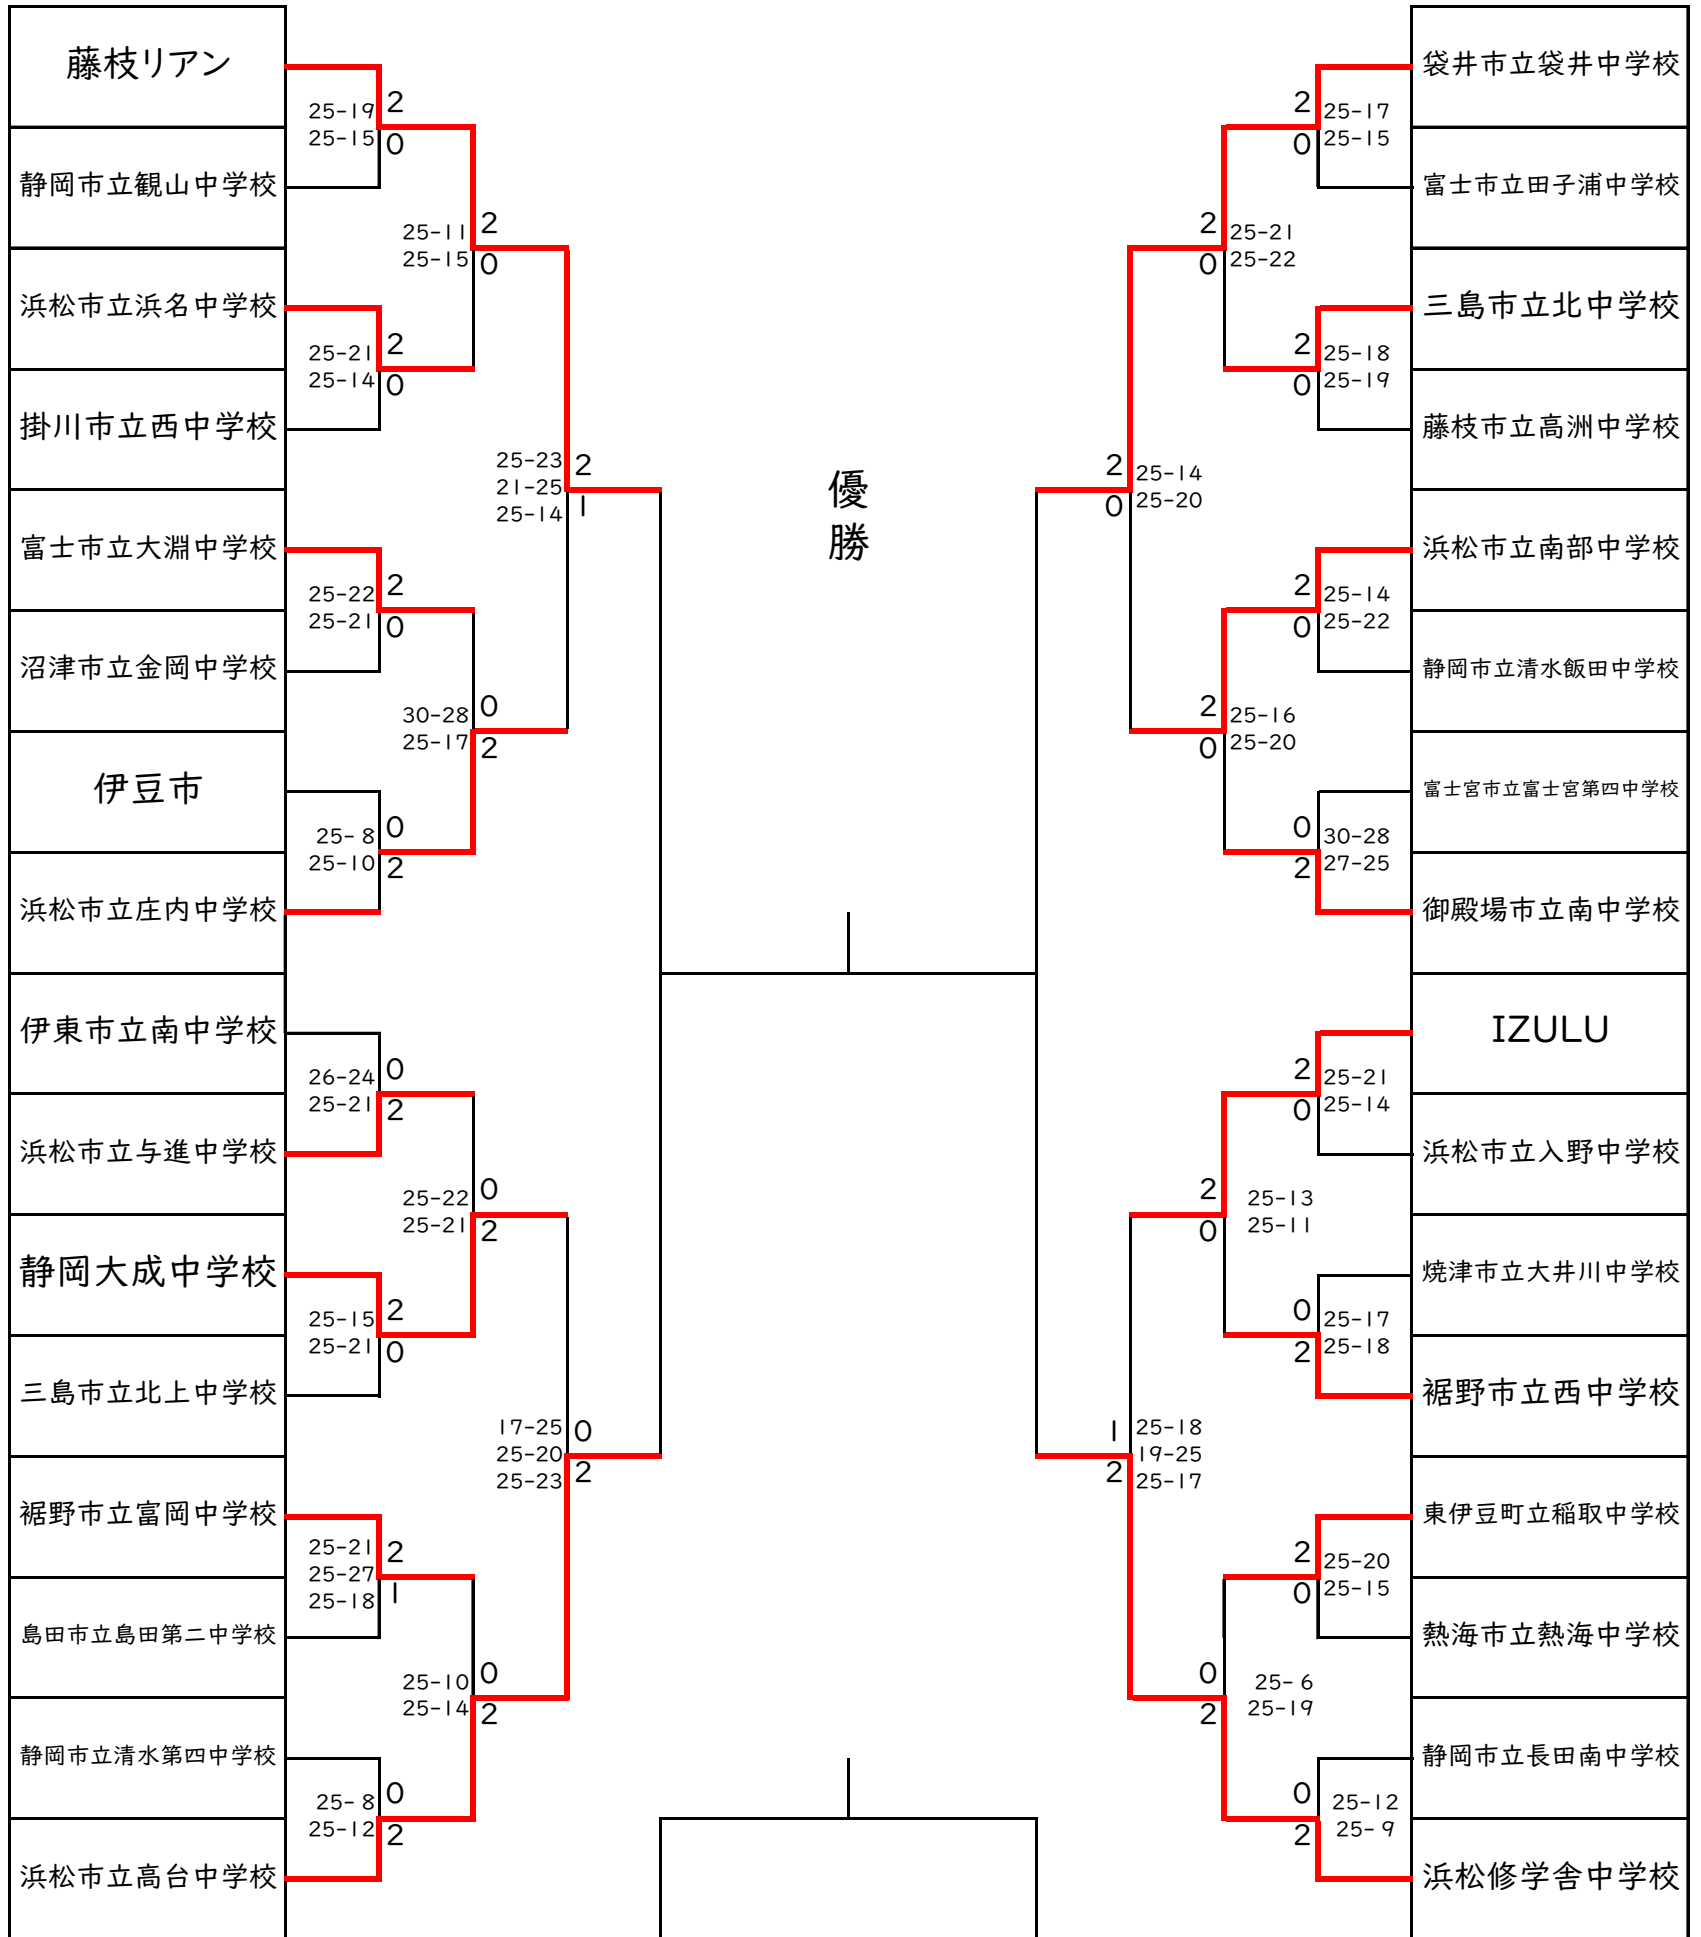 藤枝リアン
25-19 2
25-15 0
静岡市立観山中学校
25-11 2
25-15 0
浜松市立浜名中学校
25-21 2
25-14 0
掛川市立西中学校
25-23 2
21-25
25-14 1
富士市立大淵中学校
25-22 2
25-21 0
沼津市立金岡中学校
30-28 0
25-17 2
伊豆市
25- 8 0
25-10 2
浜松市立庄内中学校
伊東市立南中学校
26-24 0
25-21 2
浜松市立与進中学校
25-22 0
25-21 2
静岡大成中学校
25-15 2
25-21 0
三島市立北上中学校
17-25 0
25-20
25-23 2
裾野市立富岡中学校
25-21 2
25-27
25-18 1
島田市立島田第二中学校
25-10 0
25-14 2
静岡市立清水第四中学校
25- 8 0
25-12 2
浜松市立高台中学校
優
勝
袋井市立袋井中学校
2 25-17
0 25-15
富士市立田子浦中学校
2 25-21
0 25-22
三島市立北中学校
2 25-18
0 25-19
藤枝市立高洲中学校
2 25-14
0 25-20
浜松市立南部中学校
2 25-14
0 25-22
静岡市立清水飯田中学校
2 25-16
0 25-20
富士宮市立富士宮第四中学校
0 30-28
2 27-25
御殿場市立南中学校
IZULU
2 25-21
0 25-14
浜松市立入野中学校
2 25-13
0 25-11
焼津市立大井川中学校
0 25-17
2 25-18
裾野市立西中学校
1 25-18
19-25
2 25-17
東伊豆町立稲取中学校
2 25-20
0 25-15
熱海市立熱海中学校
0 25- 6
2 25-19
静岡市立長田南中学校
0 25-12
2 25- 9
浜松修学舎中学校